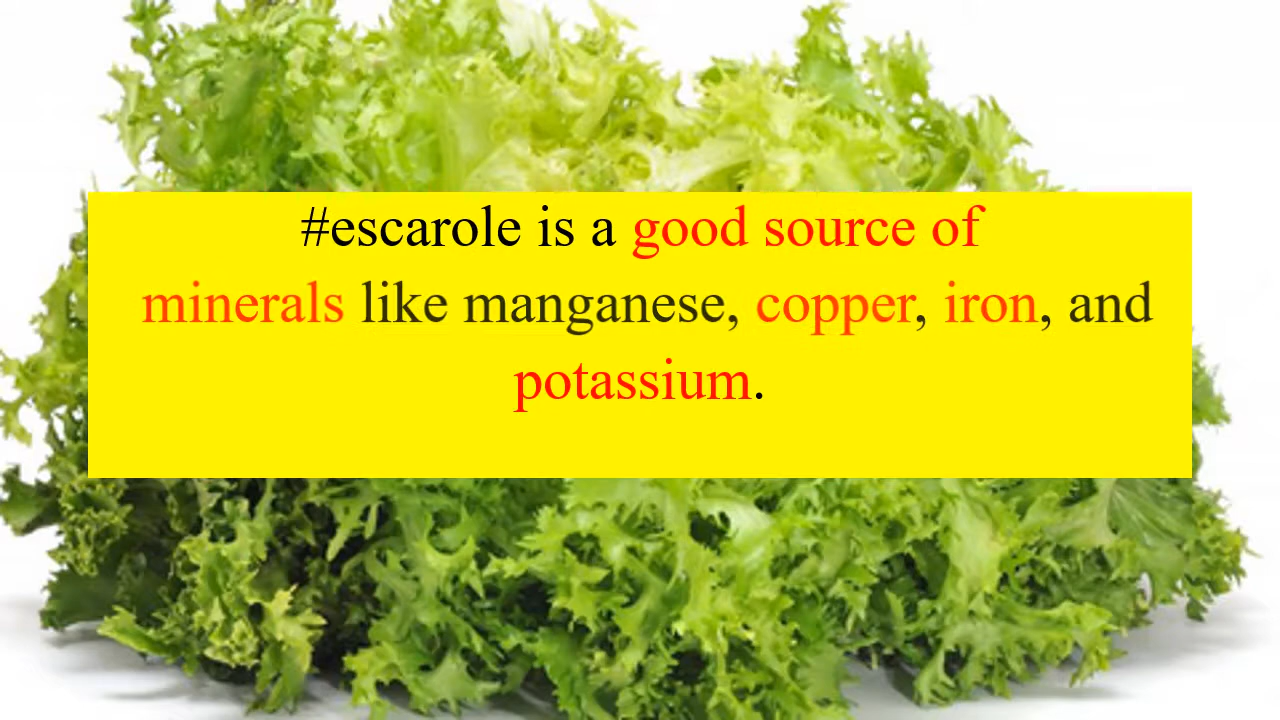 #escarole is a good source of
minerals like manganese, copper, iron, and
potassium.